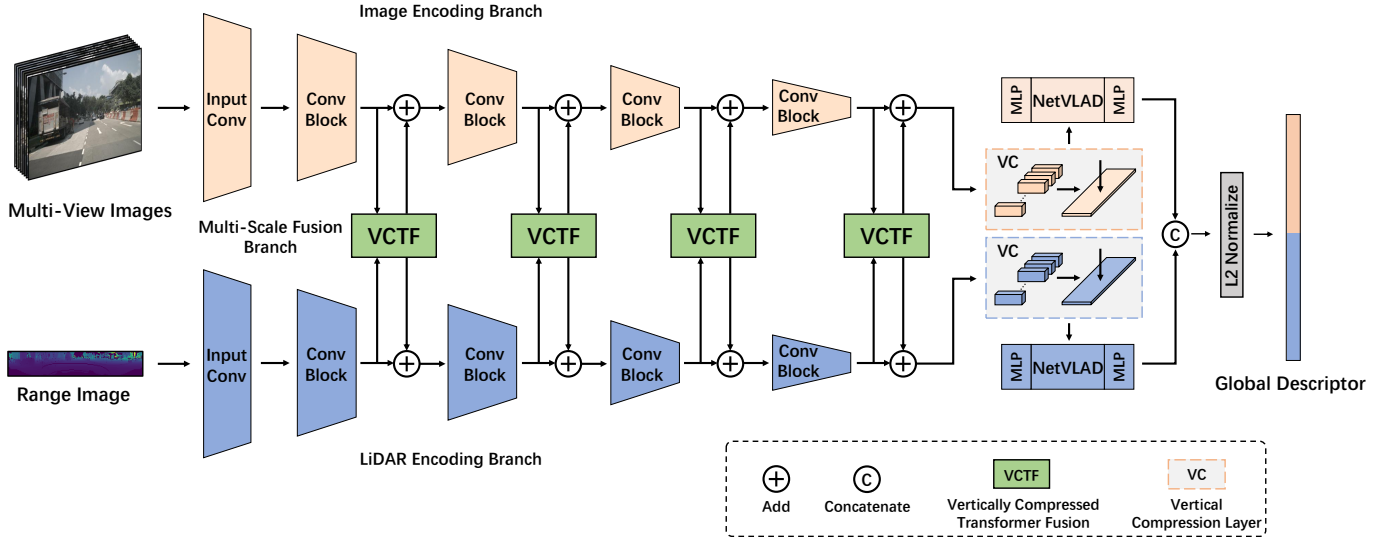 Image Encoding Branch
Input
Conv
Conv
Block
Conv
Block
Conv
Block
Conv
Block
MLP
NetVLAD
MLP
VC
Multi-View Images
Multi-Scale Fusion
Branch
VCTF
VCTF
VCTF
VCTF
C
L2 Normalize
VC
Input
Conv
Conv
Block
Conv
Block
Conv
Block
Conv
Block
MLP
NetVLAD
MLP
Range Image
Global Descriptor
LiDAR Encoding Branch
Add
C
Concatenate
VCTF
Vertically Compressed
Transformer Fusion
VC
Vertical
Compression Layer